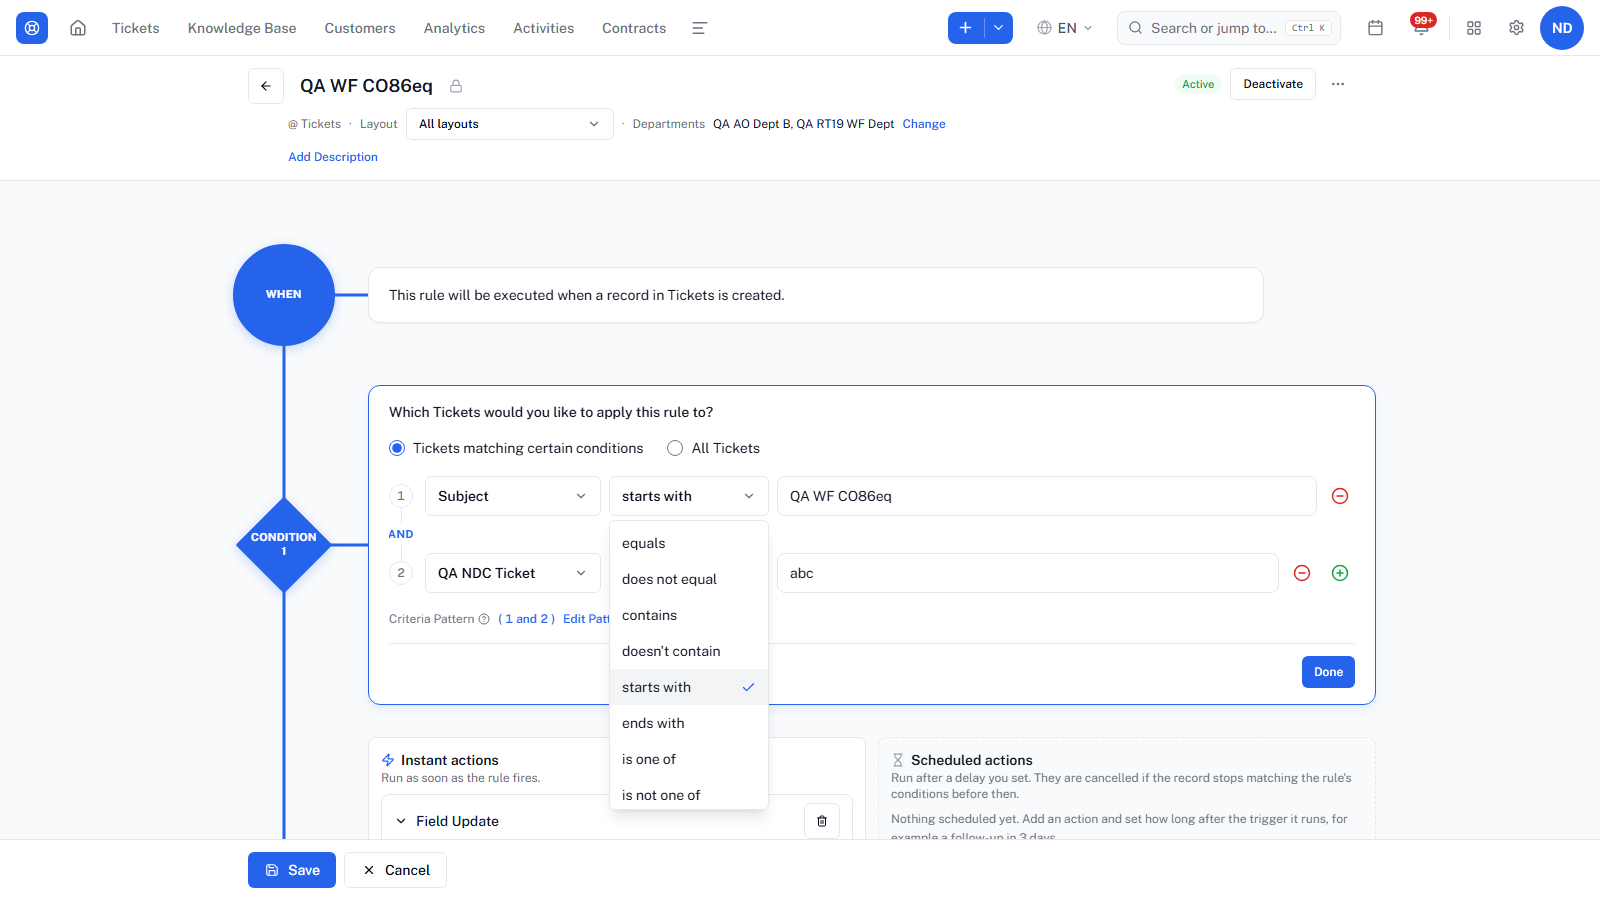 Tickets
Knowledge Base
Customers
Analytics
Activities
Contracts
EN
Search or jump to...
Ctrl K
99+
ND
QA WF CO86eq
Active
Deactivate
@ Tickets · Layout
All layouts
· Departments QA AO Dept B, QA RT19 WF Dept Change
Add Description
WHEN
This rule will be executed when a record in Tickets is created.
Which Tickets would you like to apply this rule to?
Tickets matching certain conditions
All Tickets
1
Subject
starts with
QA WF CO86eq
AND
CONDITION
1
2
QA NDC Ticket
abc
equals
does not equal
contains
doesn't contain
starts with
ends with
is one of
is not one of
Criteria Pattern ( 1 and 2 ) Edit
Done
Instant actions
Run as soon as the rule fires.
Field Update
Scheduled actions
Run after a delay you set. They are cancelled if the record stops matching the rule's
conditions before then.
Nothing scheduled yet. Add an action and set how long after the trigger it runs, for
example a follow-up in 3 days.
Save
Cancel